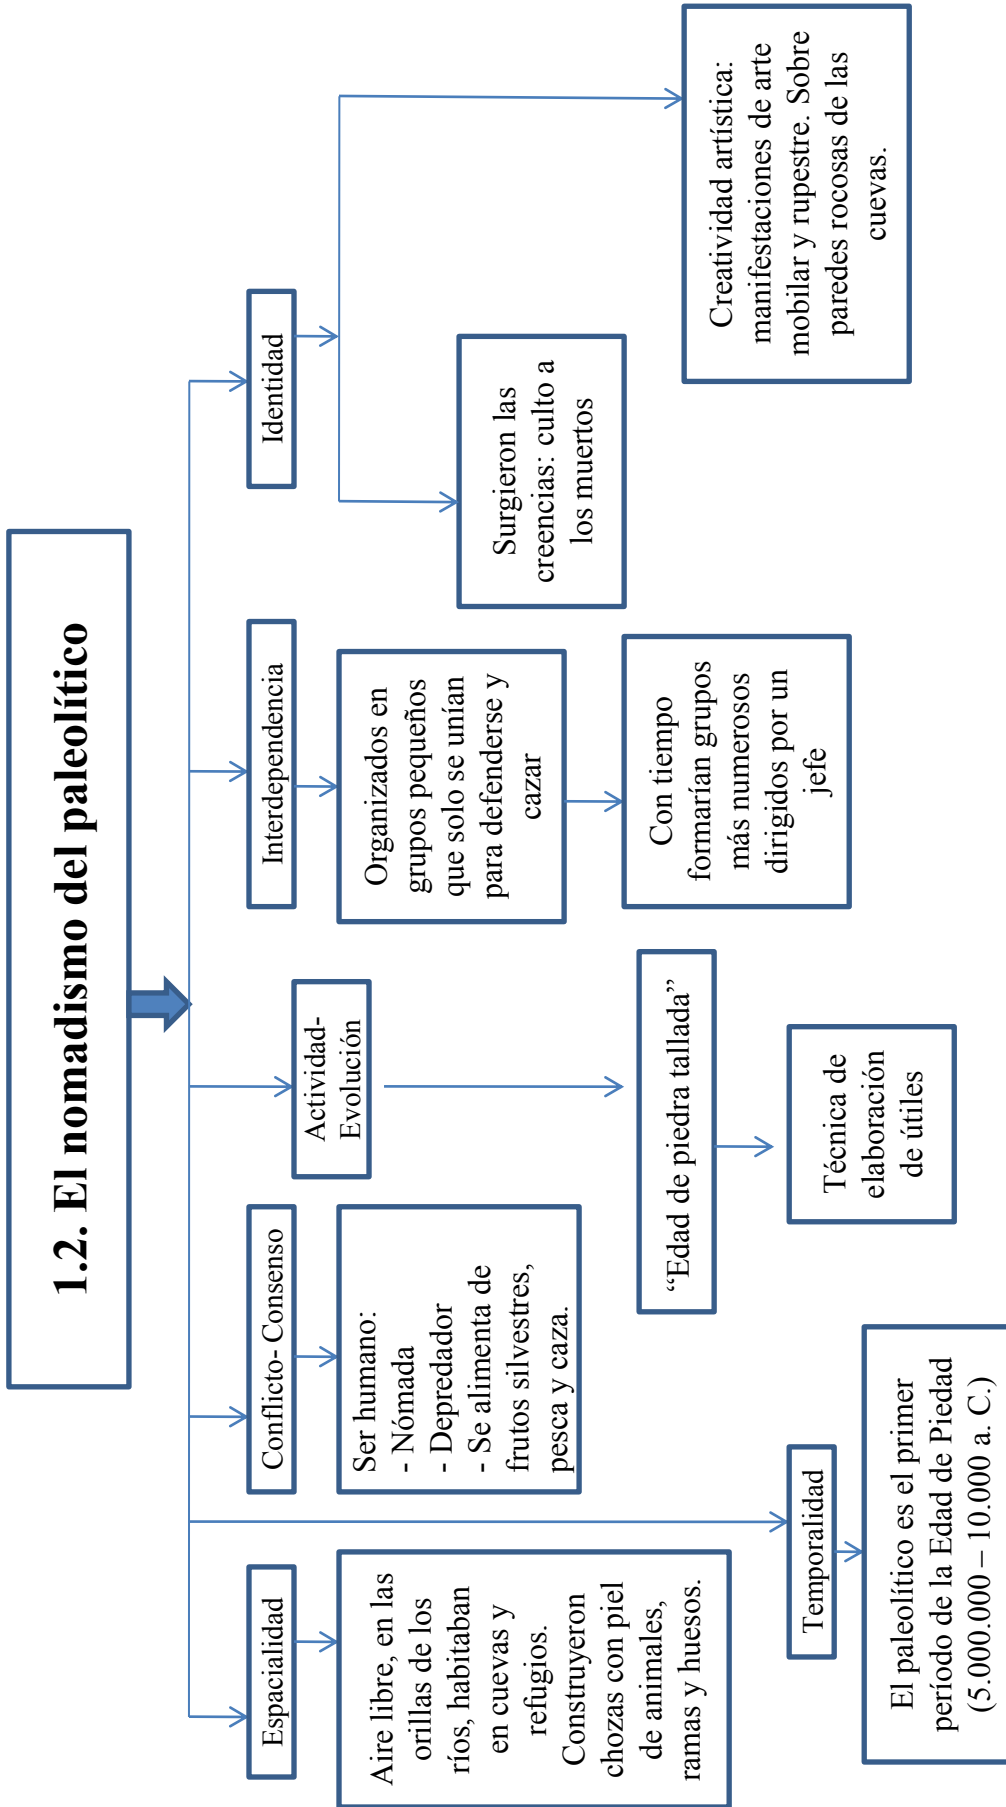 1.2. El nomadismo del paleolítico
Espacialidad
Aire libre, en las
orillas de los
ríos, habitaban
en cuevas y
refugios.
Construyeron
chozas con piel
de animales,
ramas y huesos.
Temporalidad
El paleolítico es el primer
período de la Edad de Piedad
(5.000.000 – 10.000 a. C.)
Conflicto- Consenso
Ser humano:
- Nómada
- Depredador
- Se alimenta de
frutos silvestres,
pesca y caza.
Actividad-
Evolución
“Edad de piedra tallada”
Técnica de
elaboración
de útiles
Interdependencia
Organizados en
grupos pequeños
que solo se unían
para defenderse y
cazar
Con tiempo
formarían grupos
más numerosos
dirigidos por un
jefe
Identidad
Surgieron las
creencias: culto a
los muertos
Creatividad artística:
manifestaciones de arte
mobilar y rupestre. Sobre
paredes rocosas de las
cuevas.